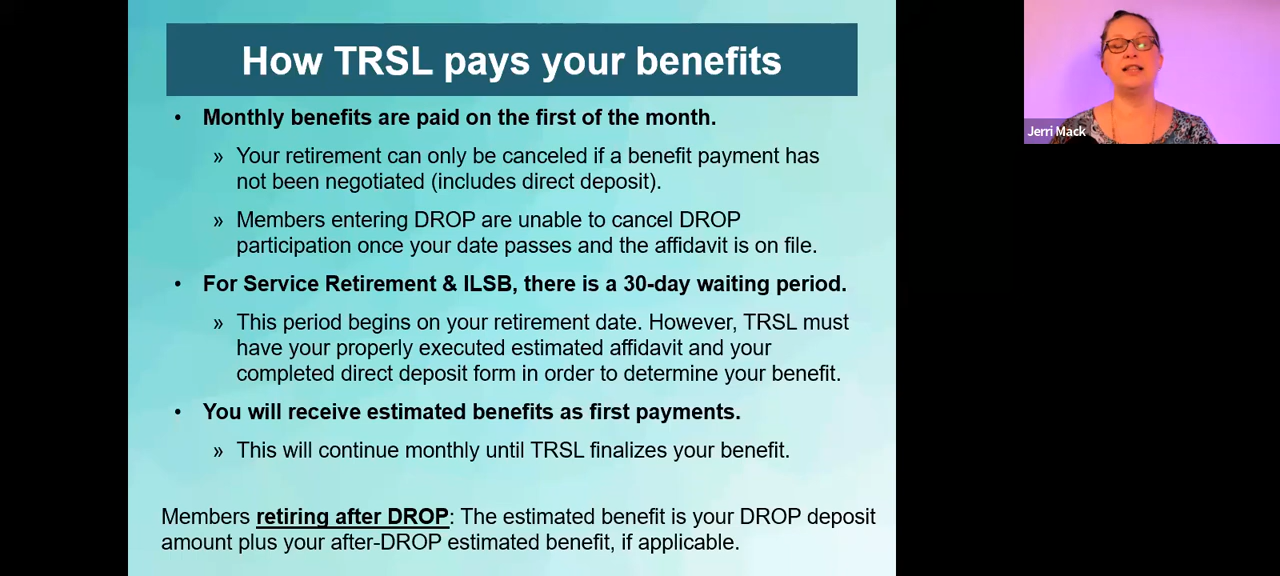 How TRSL pays your benefits
• Monthly benefits are paid on the first of the month.
» Your retirement can only be canceled if a benefit payment has
not been negotiated (includes direct deposit).
» Members entering DROP are unable to cancel DROP
participation once your date passes and the affidavit is on file.
• For Service Retirement & ILSB, there is a 30-day waiting period.
» This period begins on your retirement date. However, TRSL must
have your properly executed estimated affidavit and your
completed direct deposit form in order to determine your benefit.
• You will receive estimated benefits as first payments.
» This will continue monthly until TRSL finalizes your benefit.
Members retiring after DROP: The estimated benefit is your DROP deposit
amount plus your after-DROP estimated benefit, if applicable.
Jerri Mack